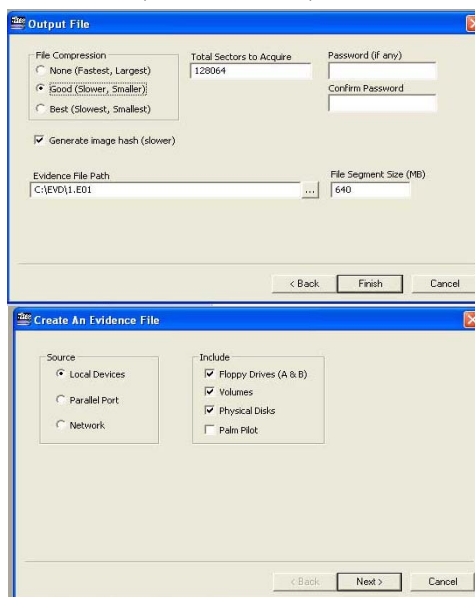 Output File
File Compression
None (Fastest, Largest)
Good (Slower, Smaller)
Best (Slowest, Smallest)
Total Sectors to Acquire
128064
Password (if any)
Confirm Password
Generate image hash (slower)
Evidence File Path
C:\EVD\1.E01
...
File Segment Size (MB)
640
< Back
Finish
Cancel
Create An Evidence File
Source
Local Devices
Parallel Port
Network
Include
Floppy Drives (A & B)
Volumes
Physical Disks
Palm Pilot
< Back
Next >
Cancel